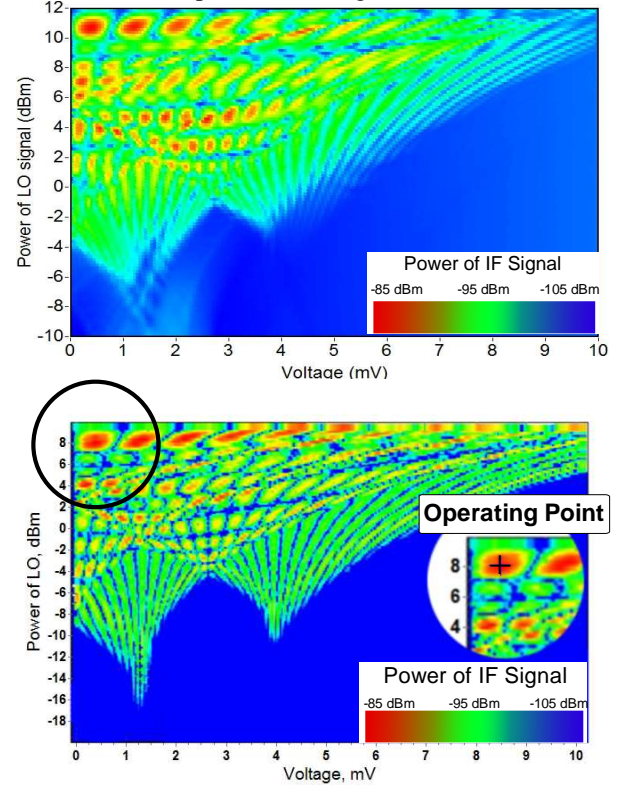 12
10
8
6
4
2
0
-2
-4
-6
-8
-10
Power of LO signal (dBm)
Power of IF Signal
-85 dBm -95 dBm -105 dBm
0 1 2 3 4 5 6 7 8 9 10
Voltage (mV)
8
6
4
2
0
-2
-4
-6
-8
-10
-12
-14
-16
-18
Power of LO, dBm
Operating Point
8
6
4
Power of IF Signal
-85 dBm -95 dBm -105 dBm
0 1 2 3 4 5 6 7 8 9 10
Voltage, mV